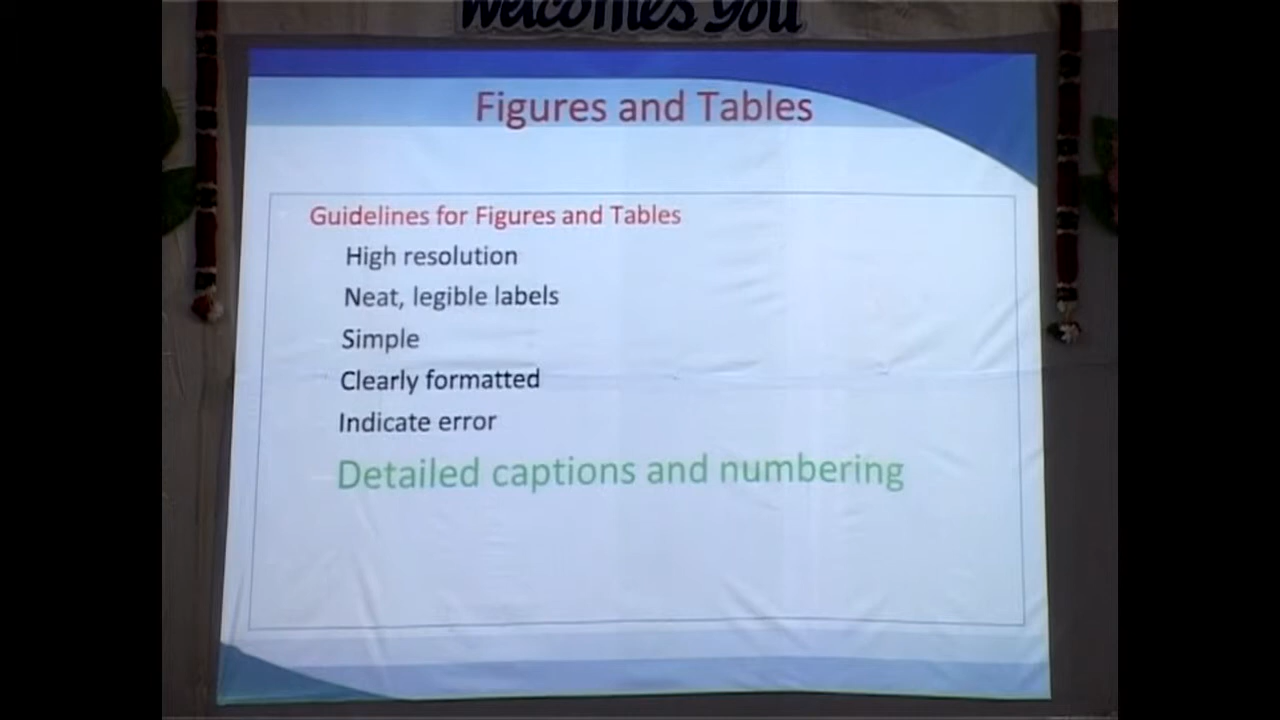 Welcomes You
Figures and Tables
Guidelines for Figures and Tables
High resolution
Neat, legible labels
Simple
Clearly formatted
Indicate error
Detailed captions and numbering